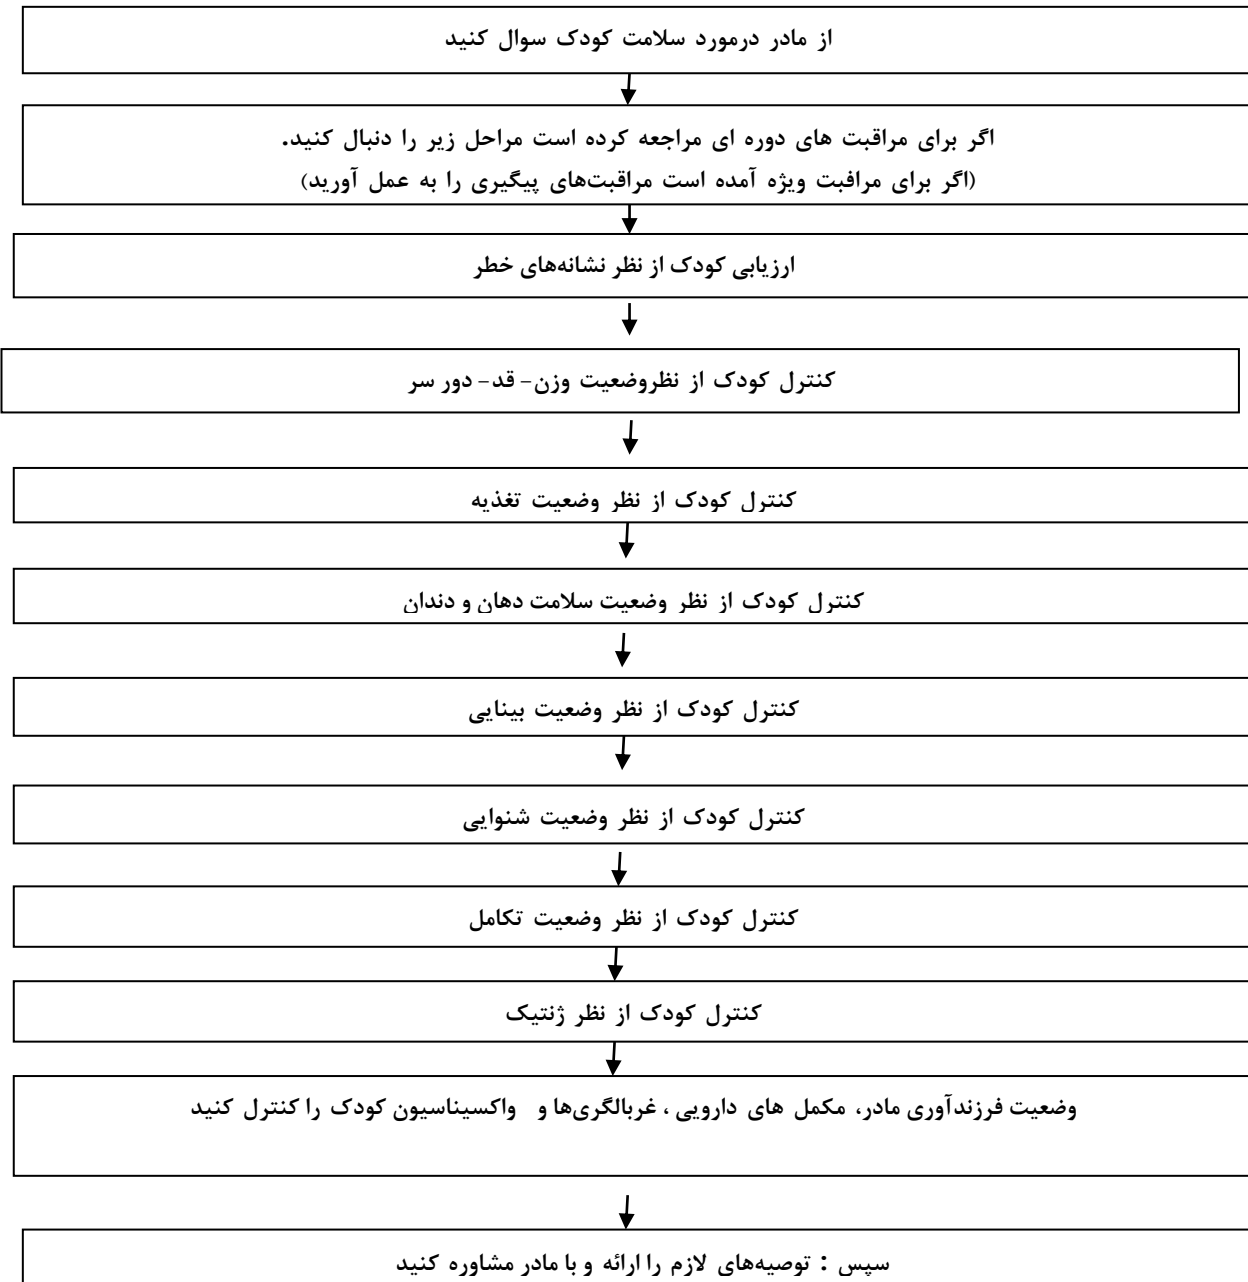 از مادر درمورد سلامت کودک سوال کنید
اگر برای مراقبت های دوره ای مراجعه کرده است مراحل زیر را دنبال کنید.
(اگر برای مرافبت ویژه آمده است مراقبت‌های پیگیری را به عمل آورید)
ارزیابی کودک از نظر نشانه‌های خطر
کنترل کودک از نظروضعیت وزن- قد- دور سر
کنترل کودک از نظر وضعیت تغذیه
کنترل کودک از نظر وضعیت سلامت دهان و دندان
کنترل کودک از نظر وضعیت بینایی
کنترل کودک از نظر وضعیت شنوایی
کنترل کودک از نظر وضعیت تکامل
کنترل کودک از نظر ژنتیک
وضعیت فرزندآوری مادر، مکمل های دارویی ، غربالگری‌ها و واکسیناسیون کودک را کنترل کنید
سپس : توصیه‌های لازم را ارائه و با مادر مشاوره کنید